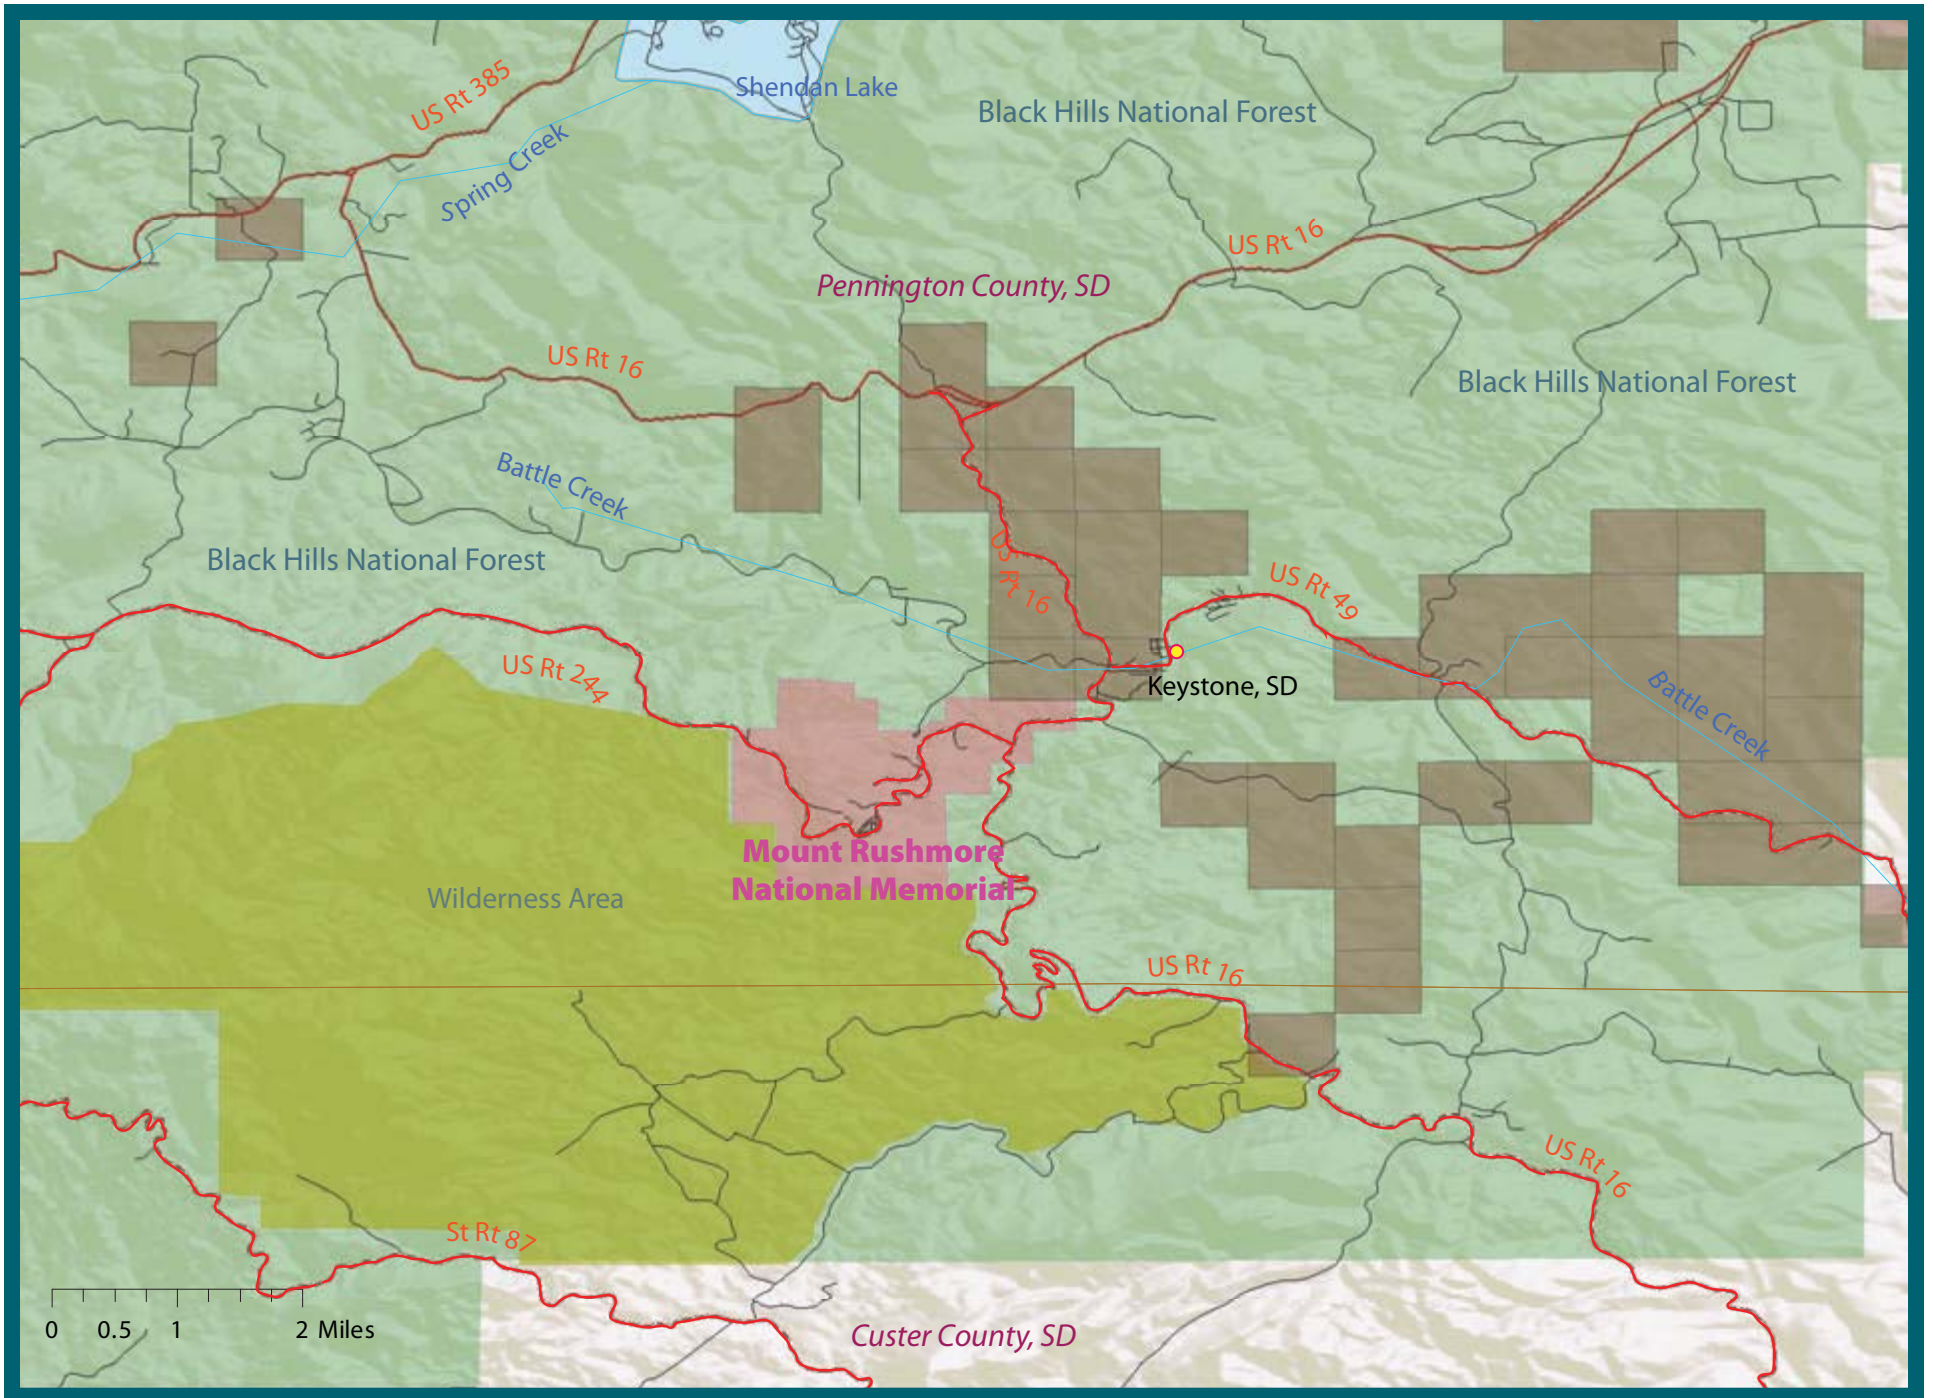 US Rt 385
Shendan Lake
Black Hills National Forest
Spring Creek
US Rt 16
Pennington County, SD
US Rt 16
Black Hills National Forest
Battle Creek
Black Hills National Forest
US Rt 16
US Rt 49
US Rt 244
Keystone, SD
Battle Creek
Mount Rushmore
National Memorial
Wilderness Area
US Rt 16
US Rt 16
St Rt 87
0 0.5 1 2 Miles
Custer County, SD